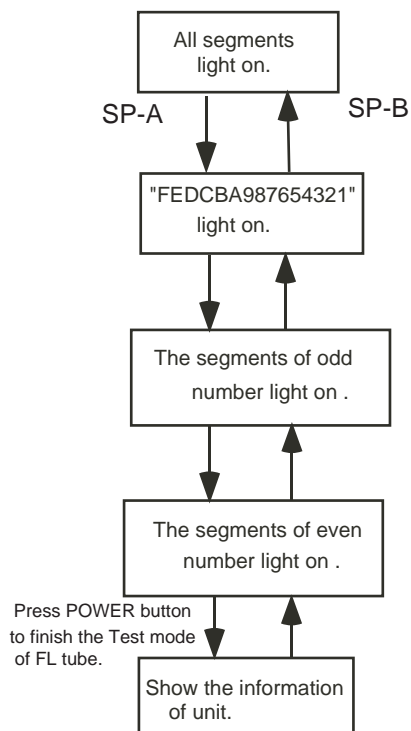 All segments
light on.
SP-A
SP-B
"FEDCBA987654321"
light on.
The segments of odd
number light on .
The segments of even
number light on .
Press POWER button
to finish the Test mode
of FL tube.
Show the information
of unit.